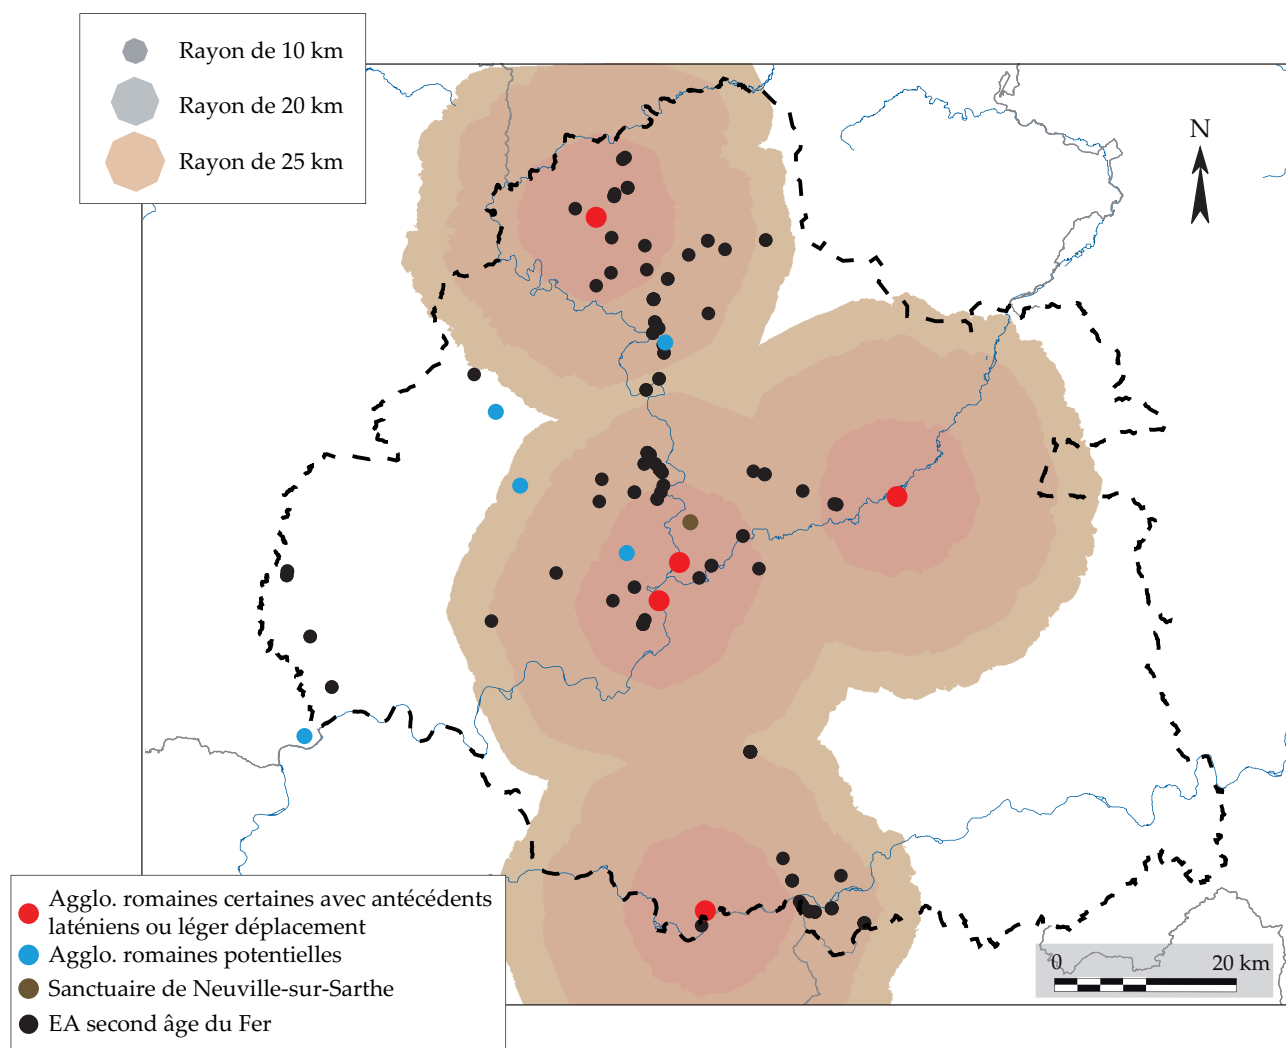 Rayon de 10 km
Rayon de 20 km
Rayon de 25 km
N
Agglo. romaines certaines avec antécédents
laténiens ou léger déplacement
Agglo. romaines potentielles
Sanctuaire de Neuville-sur-Sarthe
EA second âge du Fer
0 20 km